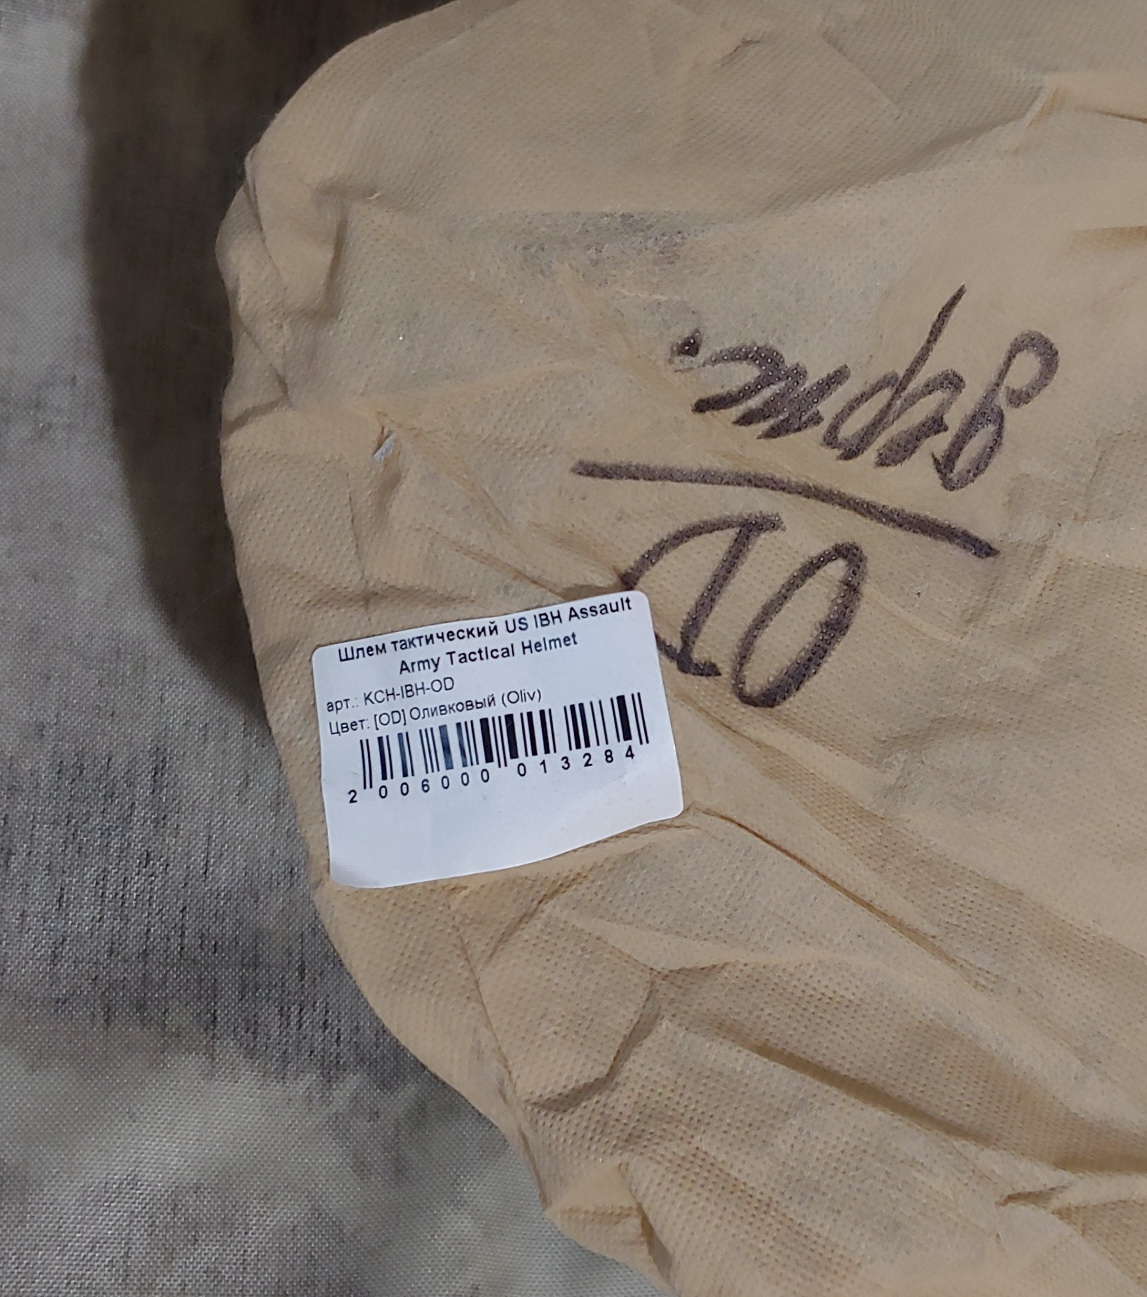 Шлем тактический US IBH Assault
Army Tactical Helmet
арт.: KCH-IBH-OD
Цвет: [OD] Оливковый (Oliv)
2 006000 013284
OD